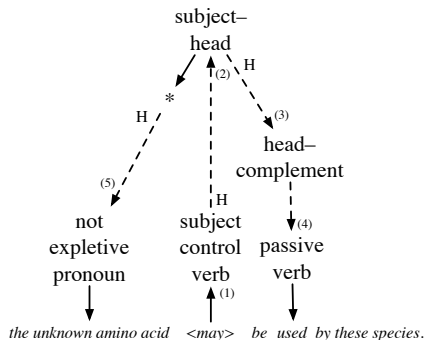 subject–
head
H
(2)
H
*
H
(3)
head–
complement
(5)
H
(4)
not
expletive
pronoun
subject
control
verb
passive
verb
(1)
the unknown amino acid <may> be used by these species.